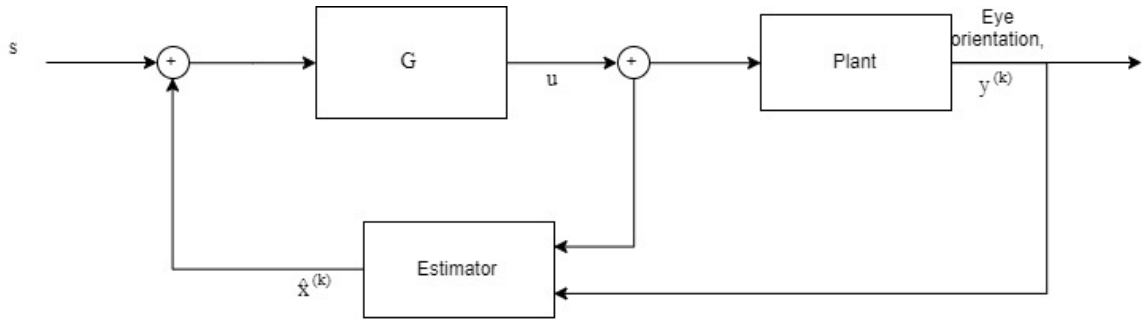 s
+
G
u
+
Plant
Eye
orientation,
y^(k)
Estimator
x̂^(k)